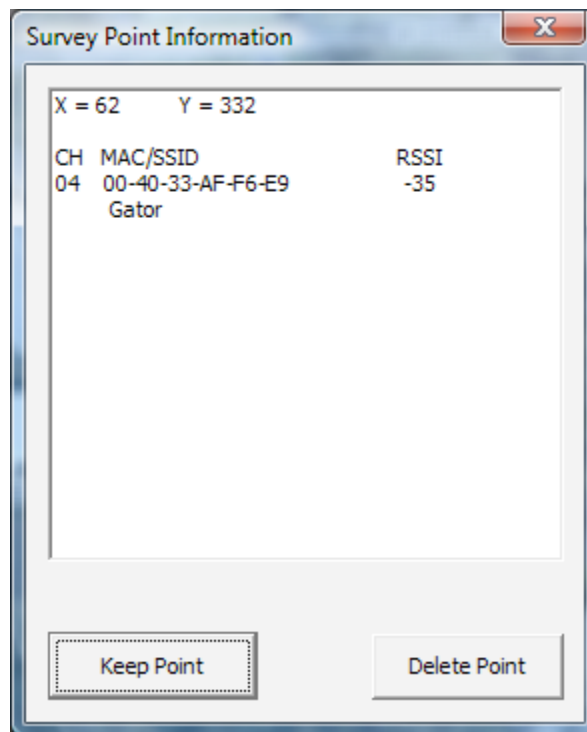 Survey Point Information
X = 62 Y = 332
CH MAC/SSID RSSI
04 00-40-33-AF-F6-E9 -35
Gator
Keep Point
Delete Point